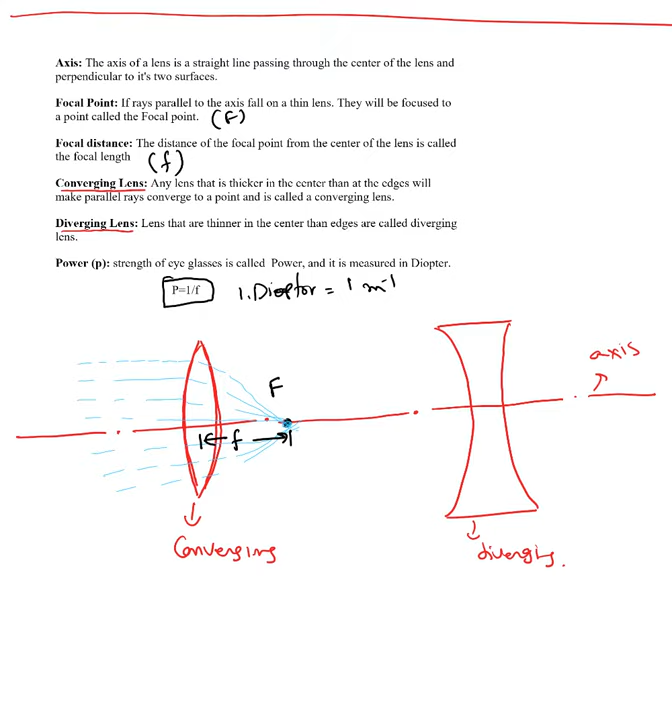 Axis: The axis of a lens is a straight line passing through the center of the lens and
perpendicular to it's two surfaces.
Focal Point: If rays parallel to the axis fall on a thin lens. They will be focused to
a point called the Focal point. (F)
Focal distance: The distance of the focal point from the center of the lens is called
the focal length (f)
Converging Lens: Any lens that is thicker in the center than at the edges will
make parallel rays converge to a point and is called a converging lens.
Diverging Lens: Lens that are thinner in the center than edges are called diverging
lens.
Power (p): strength of eye glasses is called Power, and it is measured in Diopter.
P=1/f 1.Dioptor = 1 m⁻¹
axis
F
f
Converging
diverging.